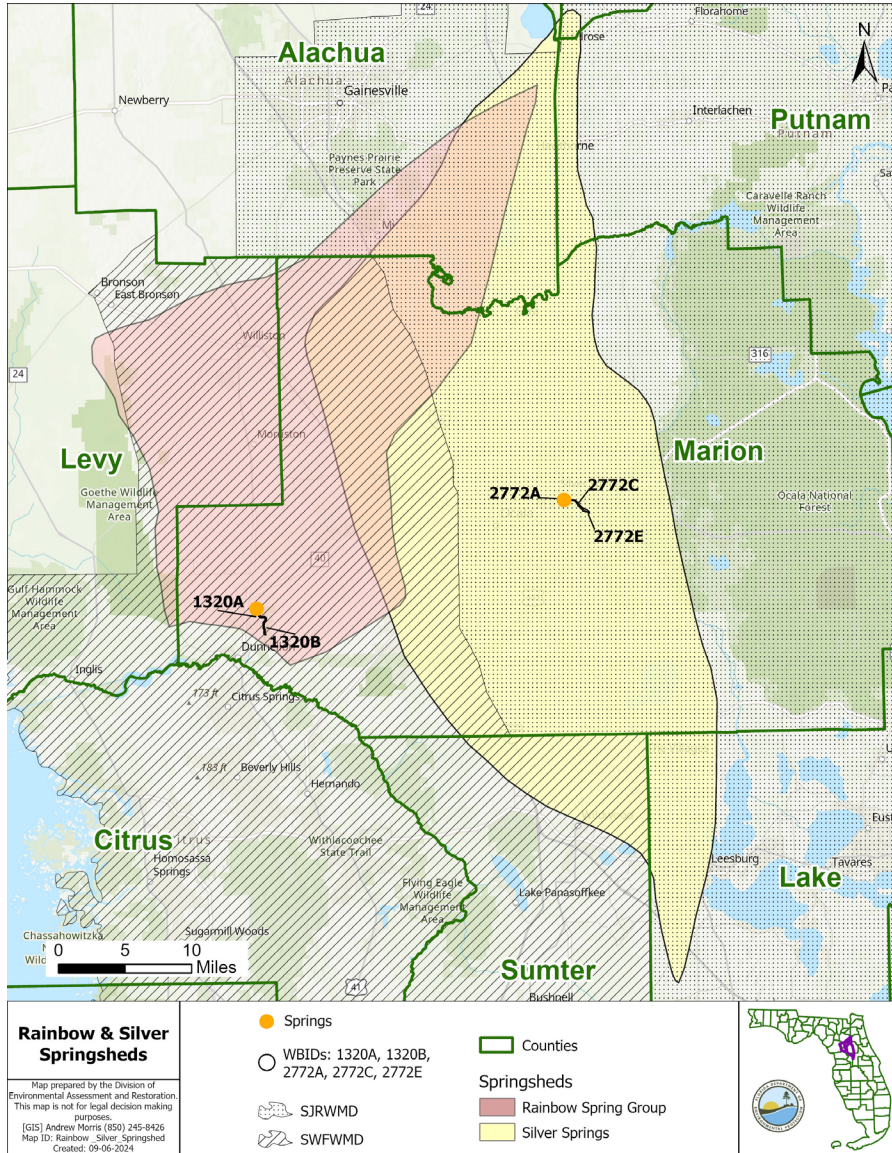 24
Florahome
Alachua
lrose
N
Alachua
Gainesville
Newberry
Interlachen
Putnam
Putnam
Paynes Prairie
Preserve State
Park
Caravelle Ranch
Wildlife
Management
Area
Bronson
East Bronson
Williston
316
24
Morriston
Levy
Marion
Goethe Wildlife
Management
Area
2772A
2772C
2772E
Ocala National
Forest
40
Gulf Hammock
Wildlife
Management
Area
1320A
1320B
Inglis
173 ft
Citrus Springs
183 ft
Beverly Hills
Hernando
Citrus
Homosassa
Springs
Withlacoochee
State Trail
Leesburg
Tavares
Eust
Lake
Flying Eagle
Wildlife
Management
Area
Lake Panasoffkee
Sugarmill Woods
Chassahowitzka
0 5 10
Miles
Sumter
41
Bushnell
Rainbow & Silver
Springsheds
Map prepared by the Division of
Environmental Assessment and Restoration.
This map is not for legal decision making
purposes.
[GIS] Andrew Morris (850) 245-8426
Map ID: Rainbow _Silver_Springshed
Created: 09-06-2024
Springs
WBIDs: 1320A, 1320B,
2772A, 2772C, 2772E
SJRWMD
SWFWMD
Counties
Springsheds
Rainbow Spring Group
Silver Springs